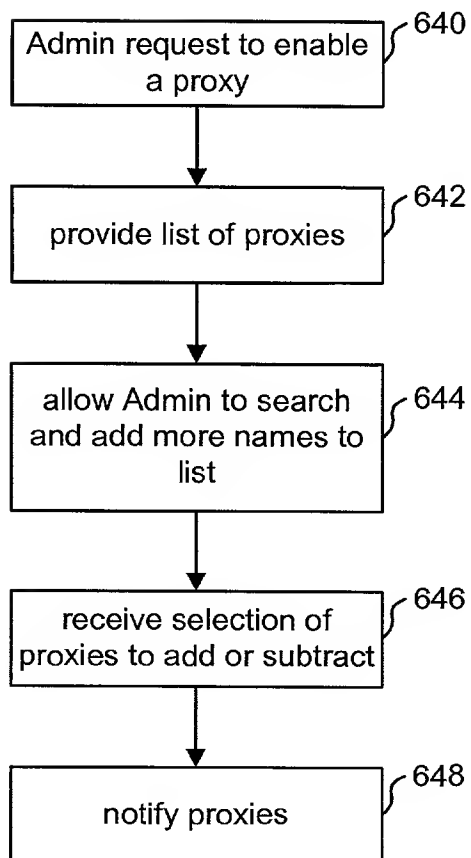 640
Admin request to enable
a proxy
642
provide list of proxies
allow Admin to search
644
and add more names to
list
646
receive selection of
proxies to add or subtract
648
notify proxies